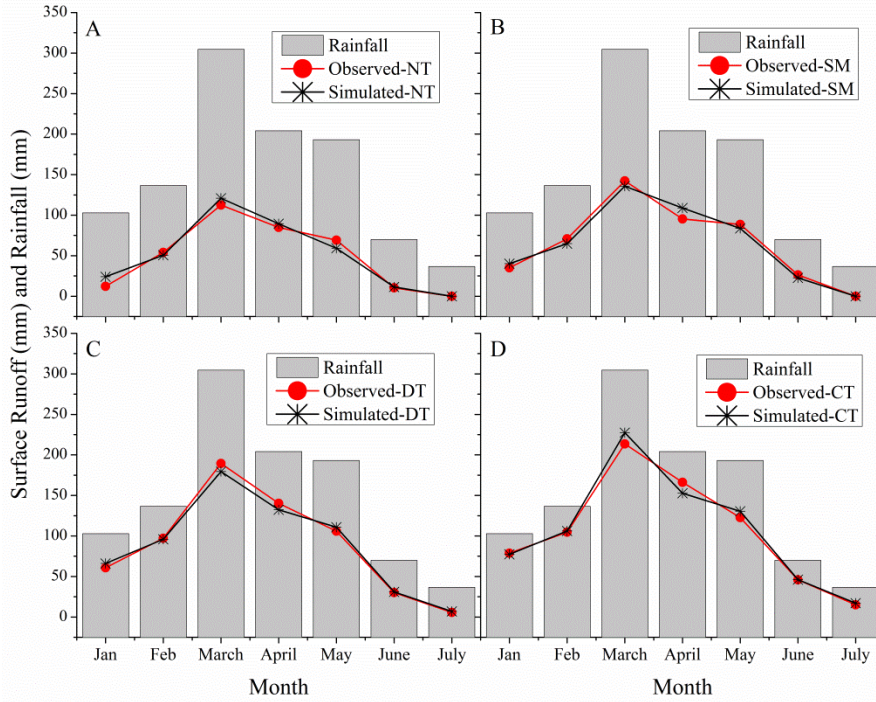 A
Rainfall
Observed-NT
Simulated-NT
B
Rainfall
Observed-SM
Simulated-SM
350
300
250
200
150
100
50
0
C
Rainfall
Observed-DT
Simulated-DT
D
Rainfall
Observed-CT
Simulated-CT
350
300
250
200
150
100
50
0
Surface Runoff (mm) and Rainfall (mm)
Jan Feb March April May June July
Jan Feb March April May June July
Month
Month